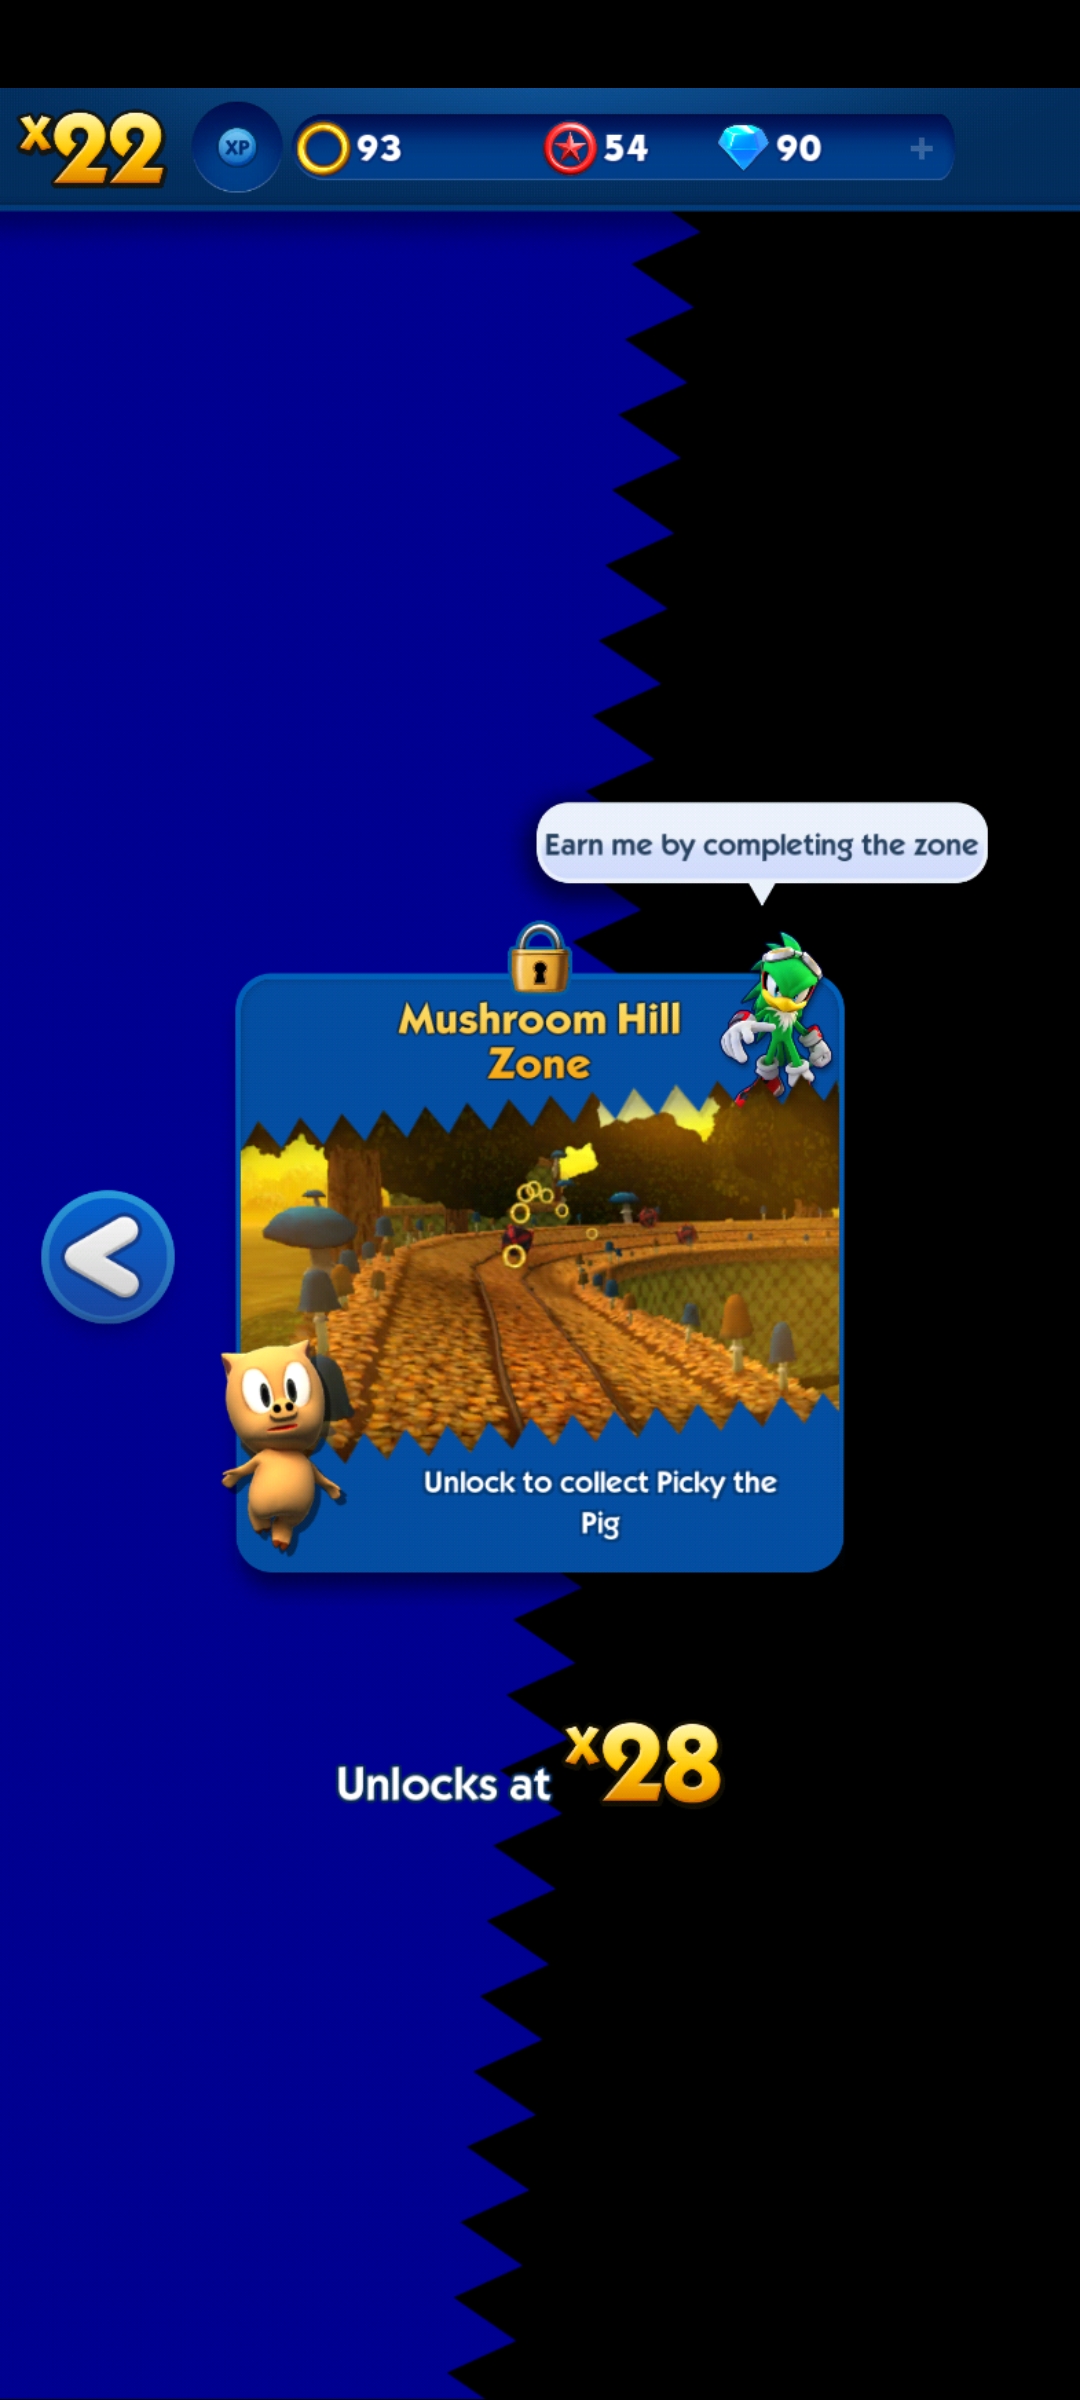 x22 XP 93 54 90 +
Earn me by completing the zone
Mushroom Hill
Zone
Unlock to collect Picky the
Pig
Unlocks at x28